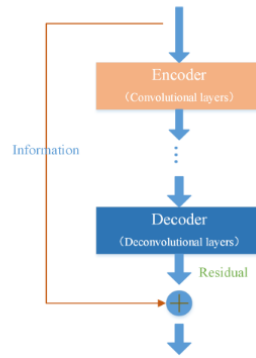 Encoder
（Convolutional layers）
Information
Decoder
（Deconvolutional layers）
Residual